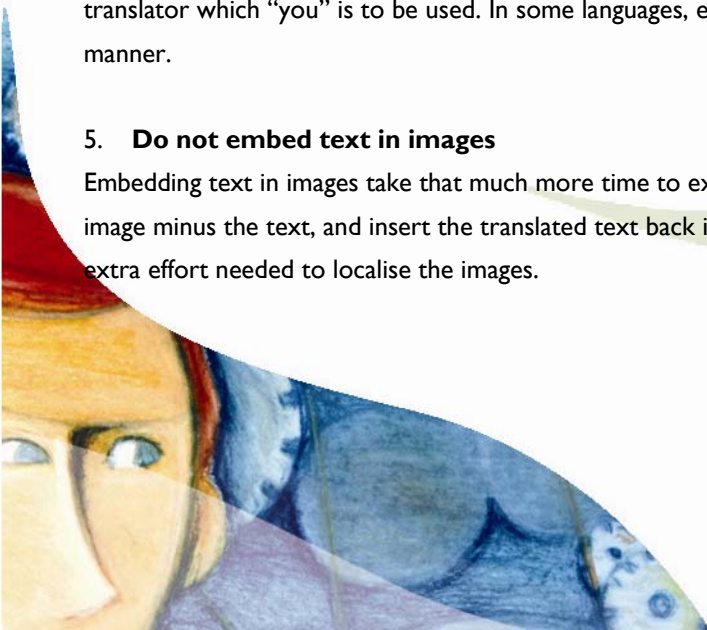 translator which “you” is to be used. In some languages, e
manner.
5. Do not embed text in images
Embedding text in images take that much more time to ex
image minus the text, and insert the translated text back i
extra effort needed to localise the images.